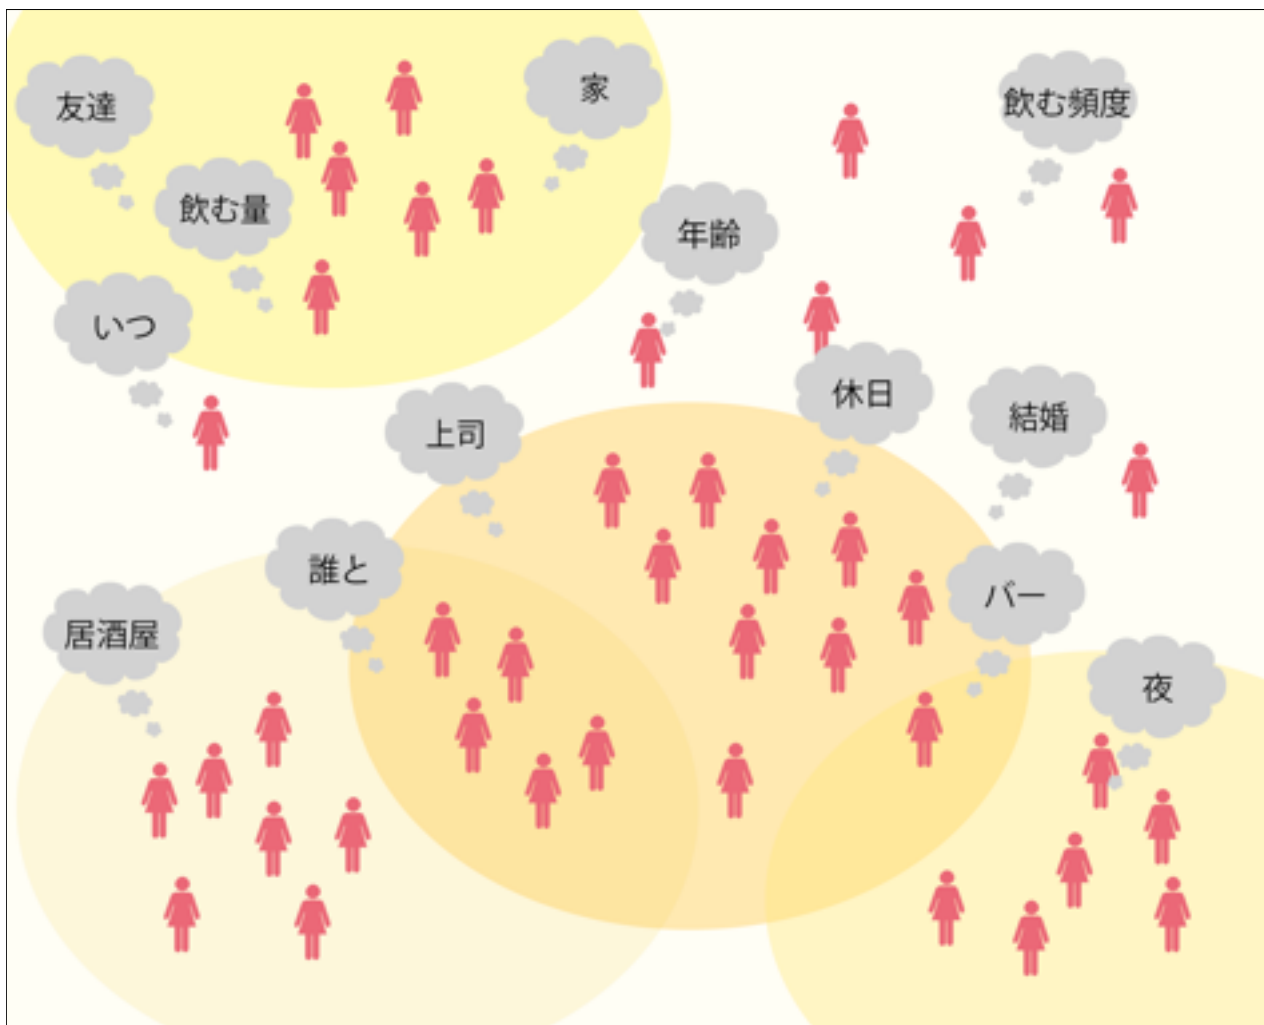 友達
家
飲む頻度
飲む量
年齢
いつ
休日
結婚
上司
誰と
バー
居酒屋
夜